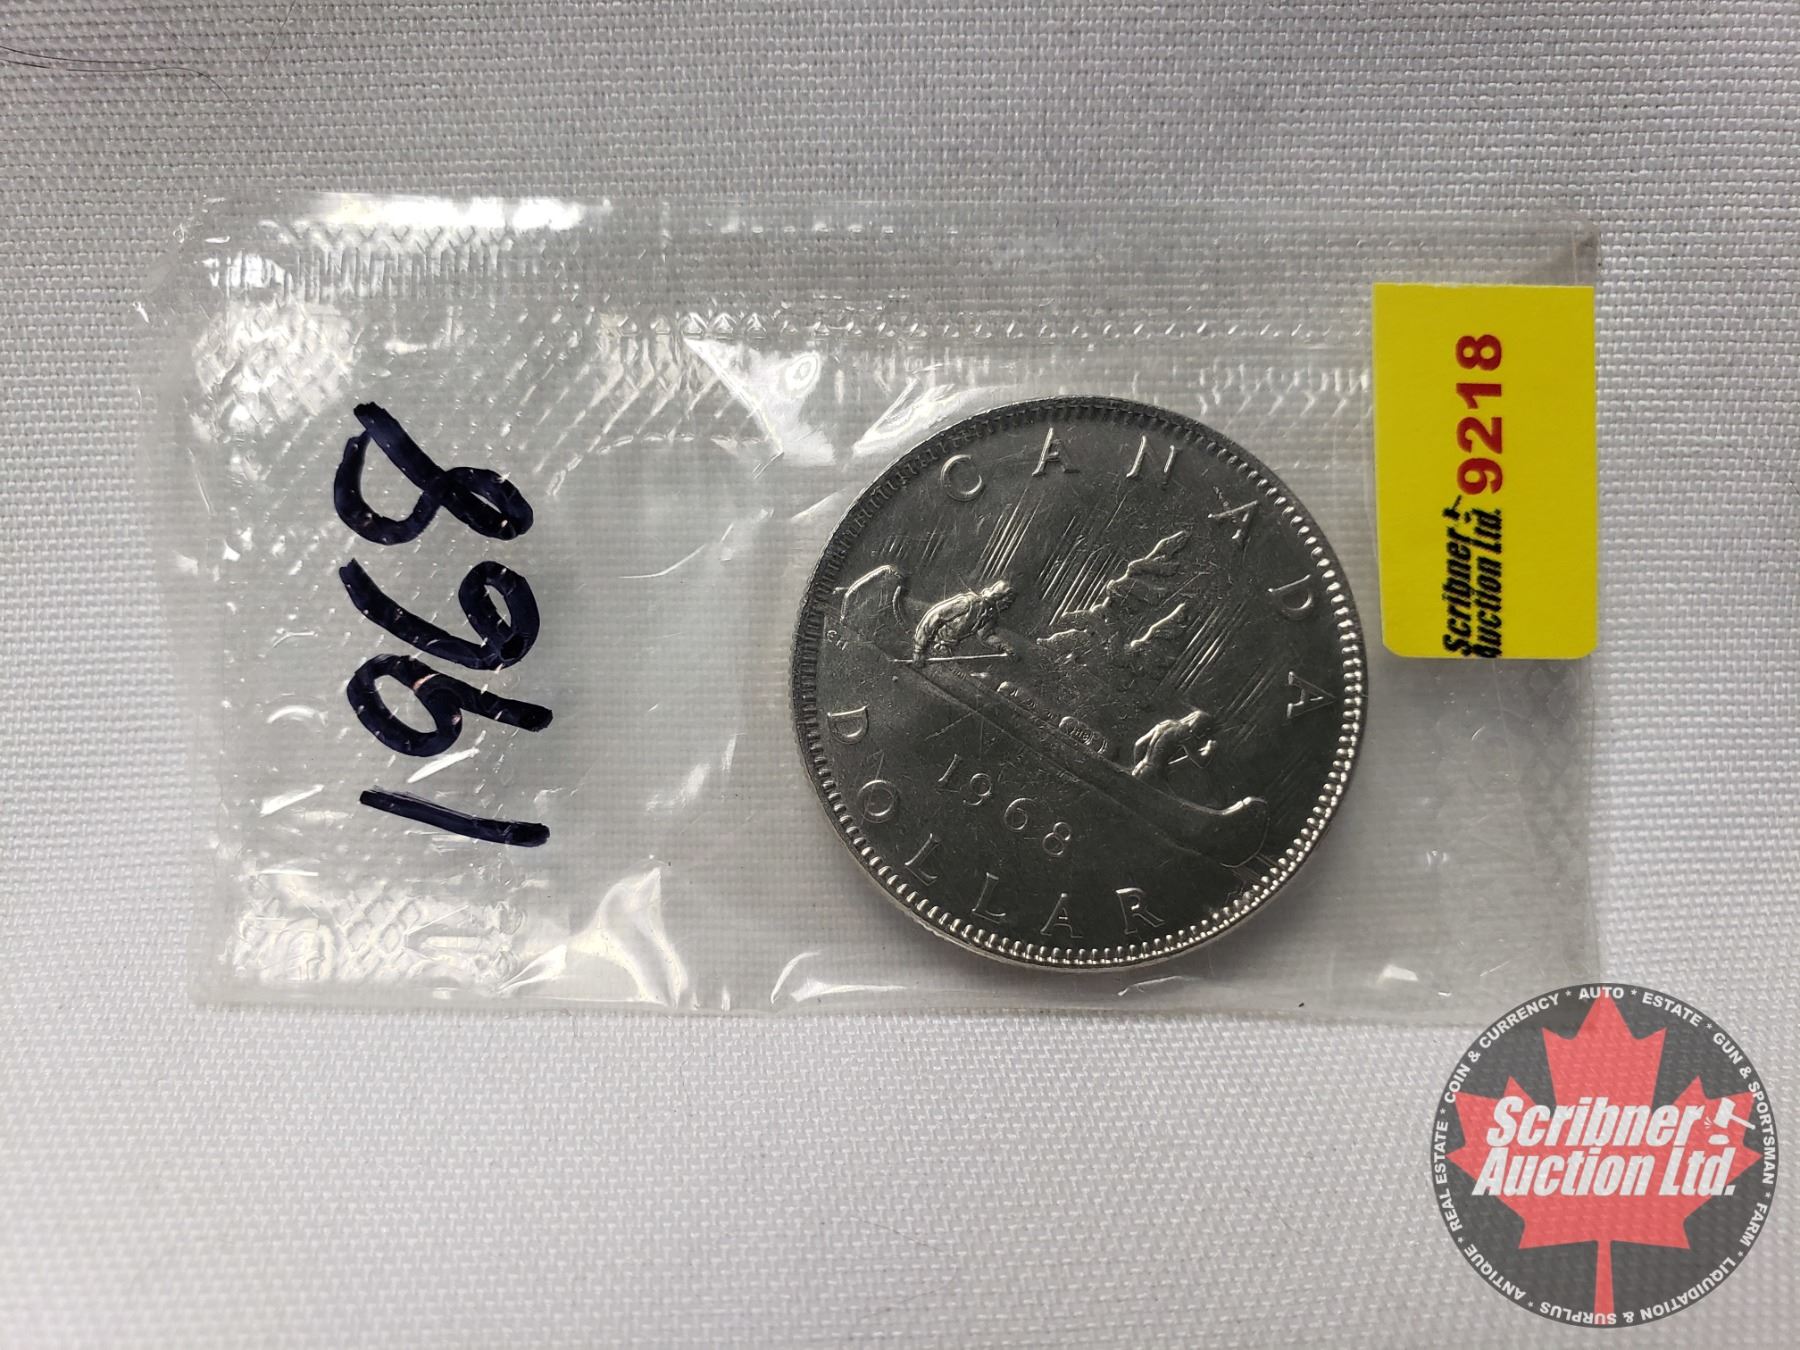 1968
CANADA
1968
DOLLAR
9218
Scribner
Auction Ltd.
COIN & CURRENCY * AUTO * ESTATE * GUN & SPORTSMAN * FARM * LIQUIDATION & SURPLUS * ANTIQUE * REAL ESTATE *
Scribner
Auction Ltd.